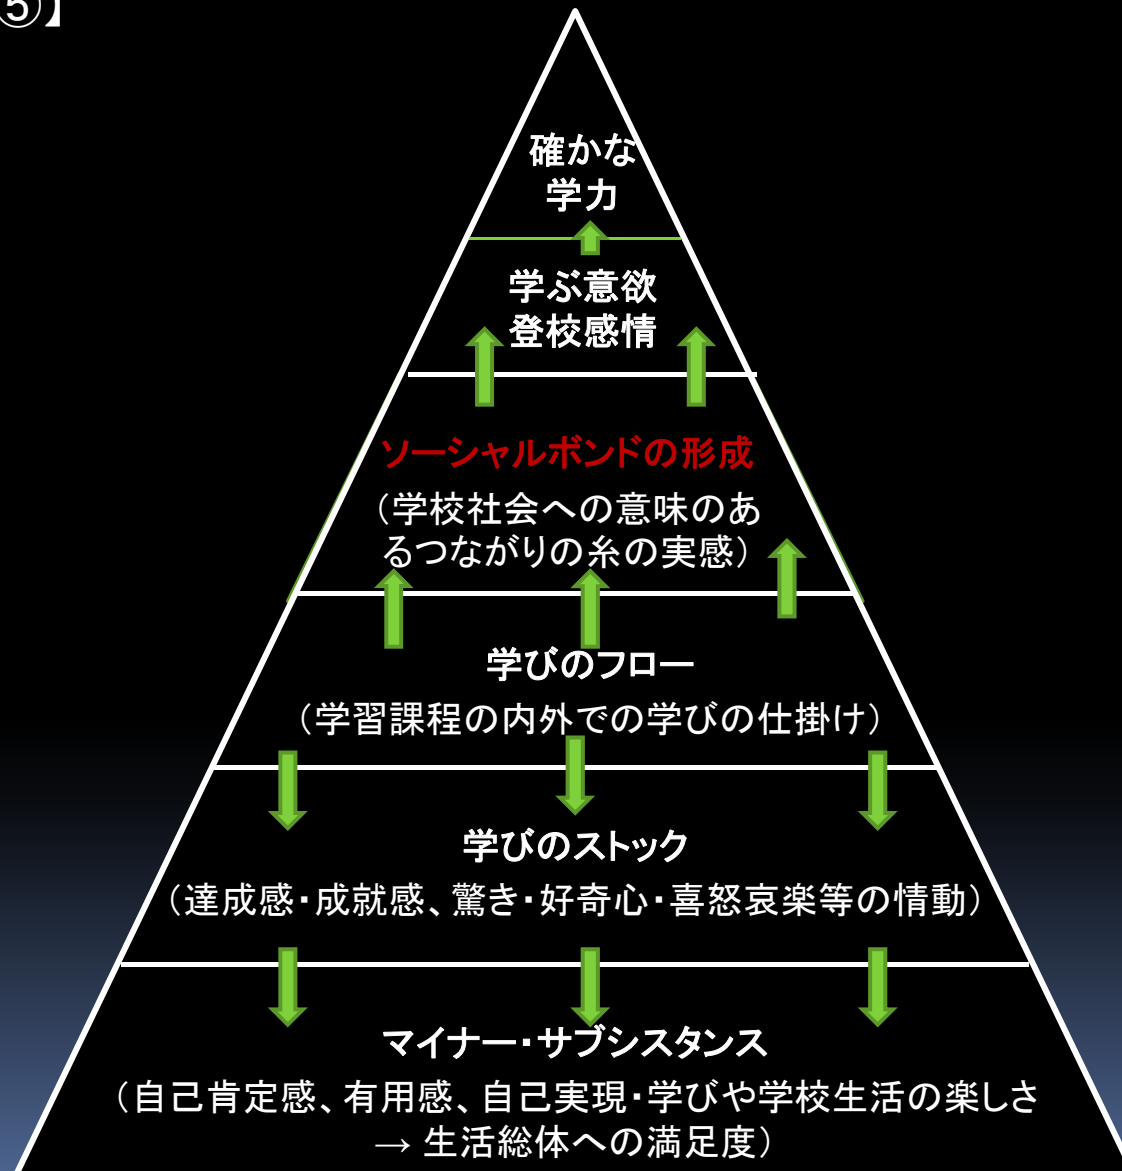 ⑤】
確かな
学力
学ぶ意欲
登校感情
ソーシャルボンドの形成
（学校社会への意味のあ
るつながりの糸の実感）
学びのフロー
（学習課程の内外での学びの仕掛け）
学びのストック
（達成感・成就感、驚き・好奇心・喜怒哀楽等の情動）
マイナー・サブシスタンス
（自己肯定感、有用感、自己実現・学びや学校生活の楽しさ
→ 生活総体への満足度）